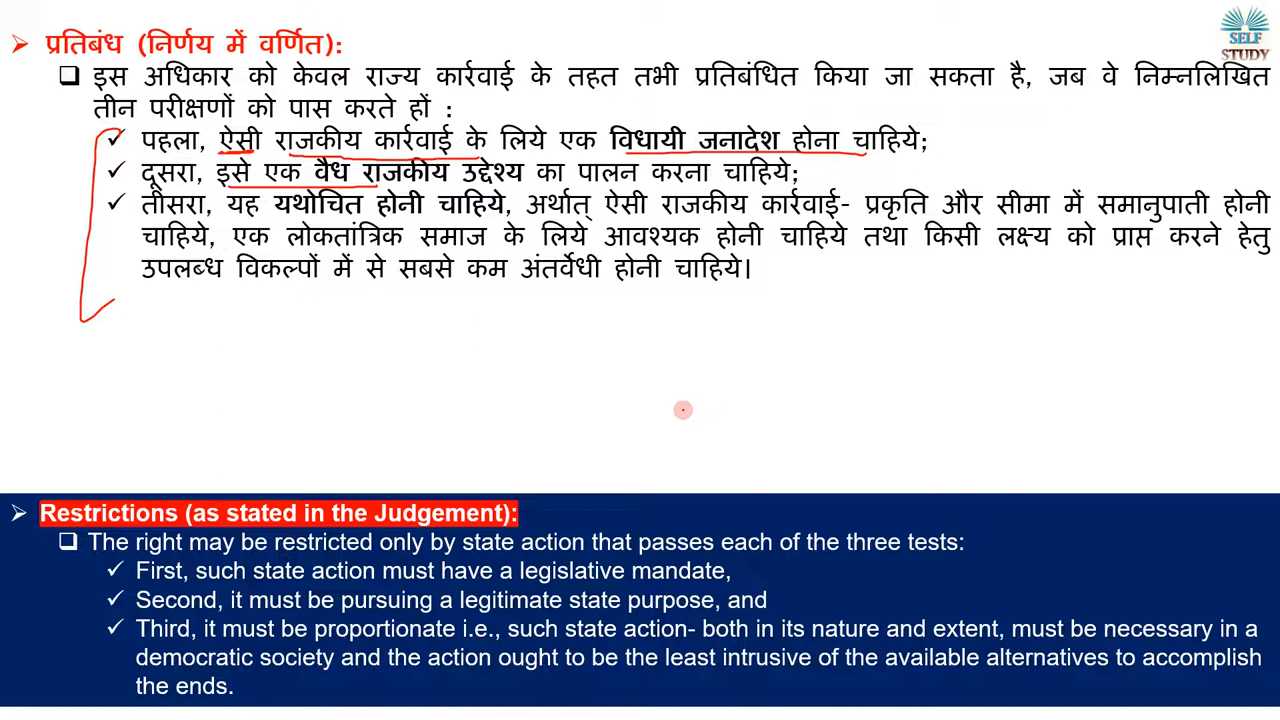 SELF
STUDY
➢ प्रतिबंध (निर्णय में वर्णित):
❑ इस अधिकार को केवल राज्य कार्रवाई के तहत तभी प्रतिबंधित किया जा सकता है, जब वे निम्नलिखित
तीन परीक्षणों को पास करते हों :
✓ पहला, ऐसी राजकीय कार्रवाई के लिये एक विधायी जनादेश होना चाहिये;
✓ दूसरा, इसे एक वैध राजकीय उद्देश्य का पालन करना चाहिये;
✓ तीसरा, यह यथोचित होनी चाहिये, अर्थात् ऐसी राजकीय कार्रवाई- प्रकृति और सीमा में समानुपाती होनी
चाहिये, एक लोकतांत्रिक समाज के लिये आवश्यक होनी चाहिये तथा किसी लक्ष्य को प्राप्त करने हेतु
उपलब्ध विकल्पों में से सबसे कम अंतर्वेधी होनी चाहिये।
➢ Restrictions (as stated in the Judgement):
❑ The right may be restricted only by state action that passes each of the three tests:
✓ First, such state action must have a legislative mandate,
✓ Second, it must be pursuing a legitimate state purpose, and
✓ Third, it must be proportionate i.e., such state action- both in its nature and extent, must be necessary in a
democratic society and the action ought to be the least intrusive of the available alternatives to accomplish
the ends.